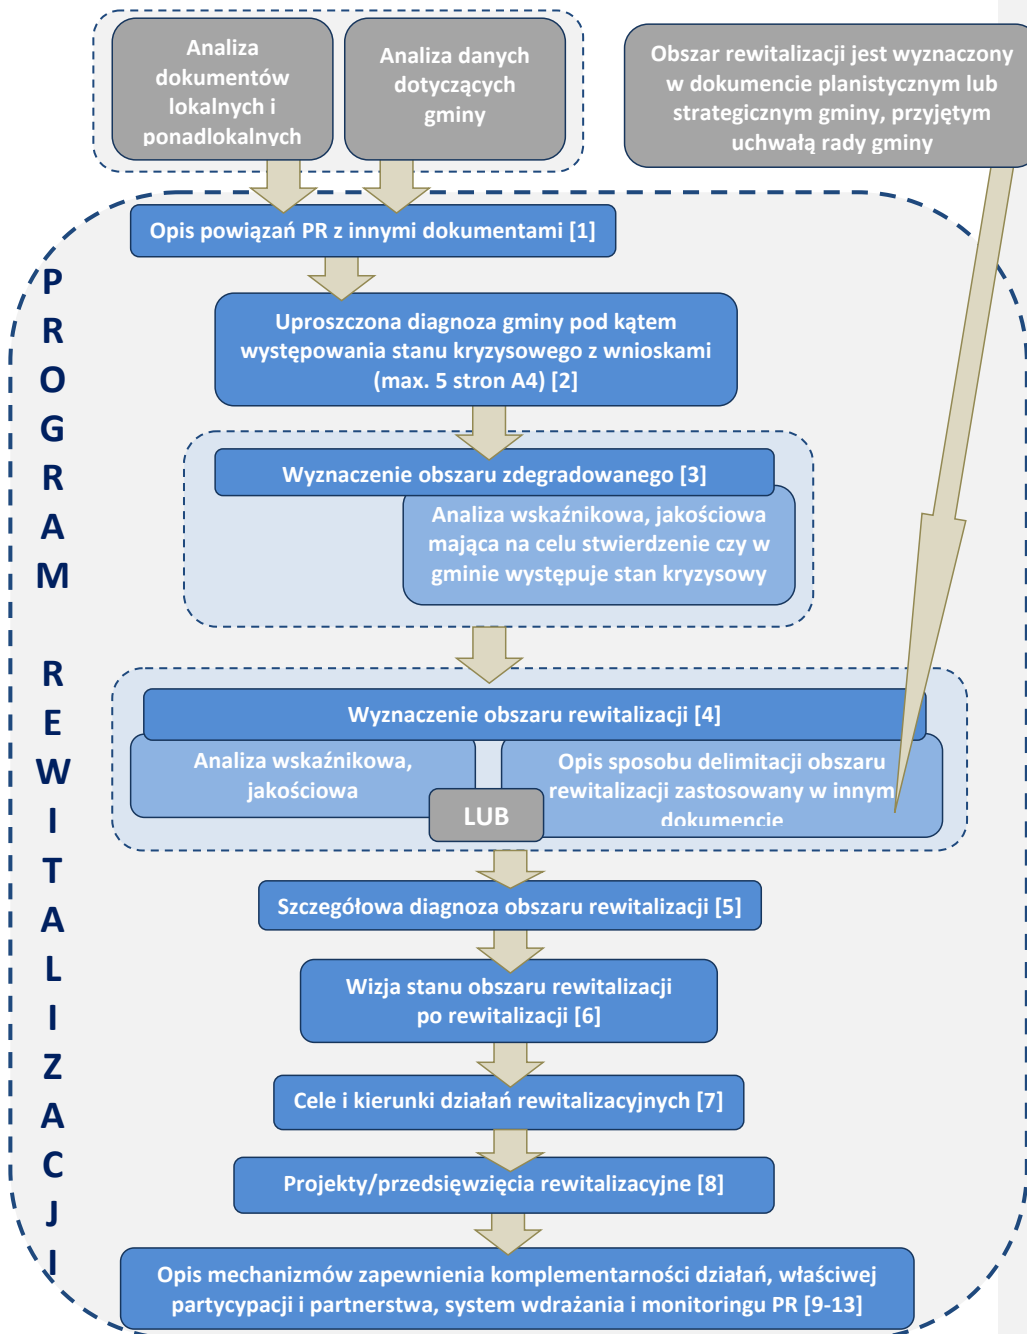 Analiza
dokumentów
lokalnych i
ponadlokalnych
Analiza danych
dotyczących
gminy
Obszar rewitalizacji jest wyznaczony
w dokumencie planistycznym lub
strategicznym gminy, przyjętym
uchwałą rady gminy
P
R
O
G
R
A
M
R
E
W
I
T
A
L
I
Z
A
C
J
I
Opis powiązań PR z innymi dokumentami [1]
Uproszczona diagnoza gminy pod kątem
występowania stanu kryzysowego z wnioskami
(max. 5 stron A4) [2]
Wyznaczenie obszaru zdegradowanego [3]
Analiza wskaźnikowa, jakościowa
mająca na celu stwierdzenie czy w
gminie występuje stan kryzysowy
Wyznaczenie obszaru rewitalizacji [4]
Analiza wskaźnikowa,
jakościowa
LUB
Opis sposobu delimitacji obszaru
rewitalizacji zastosowany w innym
dokumencie
Szczegółowa diagnoza obszaru rewitalizacji [5]
Wizja stanu obszaru rewitalizacji
po rewitalizacji [6]
Cele i kierunki działań rewitalizacyjnych [7]
Projekty/przedsięwzięcia rewitalizacyjne [8]
Opis mechanizmów zapewnienia komplementarności działań, właściwej
partycypacji i partnerstwa, system wdrażania i monitoringu PR [9-13]